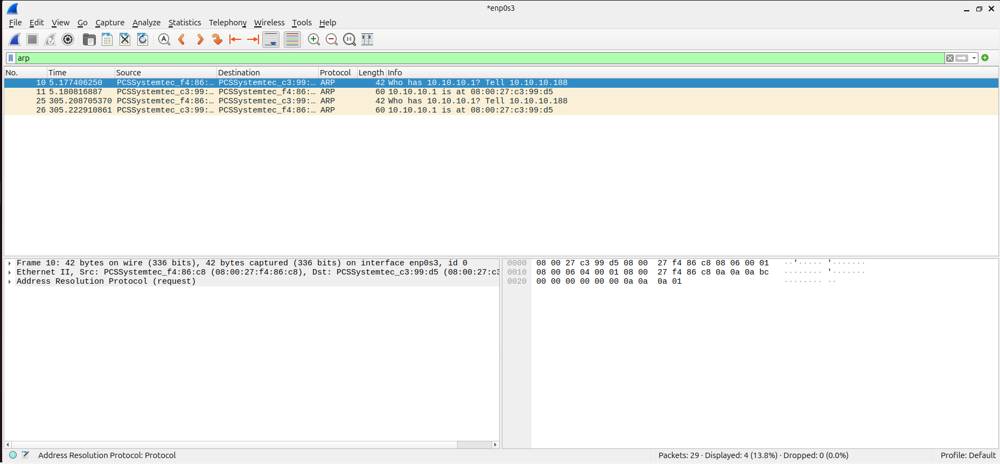 *enp0s3
File Edit View Go Capture Analyze Statistics Telephony Wireless Tools Help
arp
No. Time Source Destination Protocol Length Info
10 5.177406250 PCSSystemtec_f4:86:… PCSSystemtec_c3:99:… ARP 42 Who has 10.10.10.1? Tell 10.10.10.188
11 5.180816887 PCSSystemtec_c3:99:… PCSSystemtec_f4:86:… ARP 60 10.10.10.1 is at 08:00:27:c3:99:d5
25 305.208705370 PCSSystemtec_f4:86:… PCSSystemtec_c3:99:… ARP 42 Who has 10.10.10.1? Tell 10.10.10.188
26 305.222910861 PCSSystemtec_c3:99:… PCSSystemtec_f4:86:… ARP 60 10.10.10.1 is at 08:00:27:c3:99:d5
Frame 10: 42 bytes on wire (336 bits), 42 bytes captured (336 bits) on interface enp0s3, id 0
Ethernet II, Src: PCSSystemtec_f4:86:c8 (08:00:27:f4:86:c8), Dst: PCSSystemtec_c3:99:d5 (08:00:27:c3
Address Resolution Protocol (request)
0000 08 00 27 c3 99 d5 08 00 27 f4 86 c8 08 06 00 01 ··'····· '·······
0010 08 00 06 04 00 01 08 00 27 f4 86 c8 0a 0a 0a bc ········ '·······
0020 00 00 00 00 00 00 0a 0a 0a 01 ········ ··
Address Resolution Protocol: Protocol
Packets: 29 · Displayed: 4 (13.8%) · Dropped: 0 (0.0%)
Profile: Default